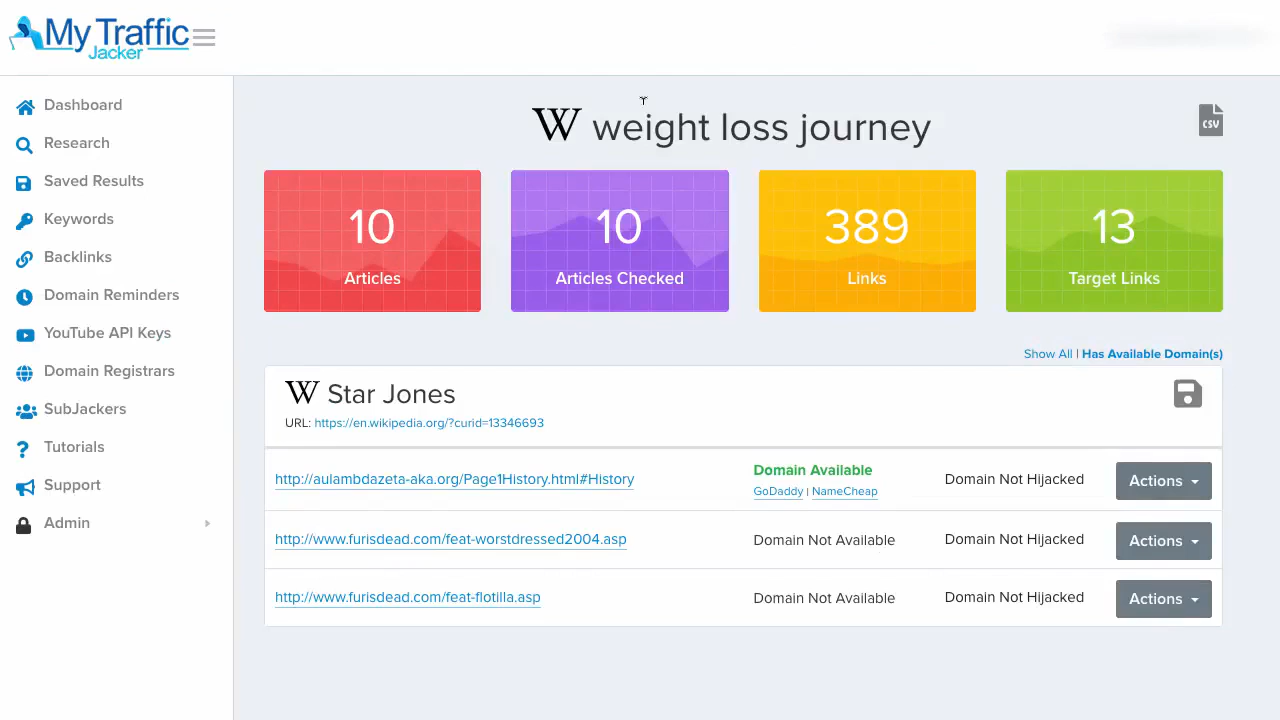 My Traffic
Jacker
Dashboard
Research
Saved Results
Keywords
Backlinks
Domain Reminders
YouTube API Keys
Domain Registrars
SubJackers
Tutorials
Support
Admin
W weight loss journey
CSV
10
Articles
10
Articles Checked
389
Links
13
Target Links
Show All | Has Available Domain(s)
W Star Jones
URL: https://en.wikipedia.org/?curid=13346693
http://aulambdazeta-aka.org/Page1History.html#History
Domain Available
GoDaddy | NameCheap
Domain Not Hijacked
Actions
http://www.furisdead.com/feat-worstdressed2004.asp
Domain Not Available
Domain Not Hijacked
Actions
http://www.furisdead.com/feat-flotilla.asp
Domain Not Available
Domain Not Hijacked
Actions